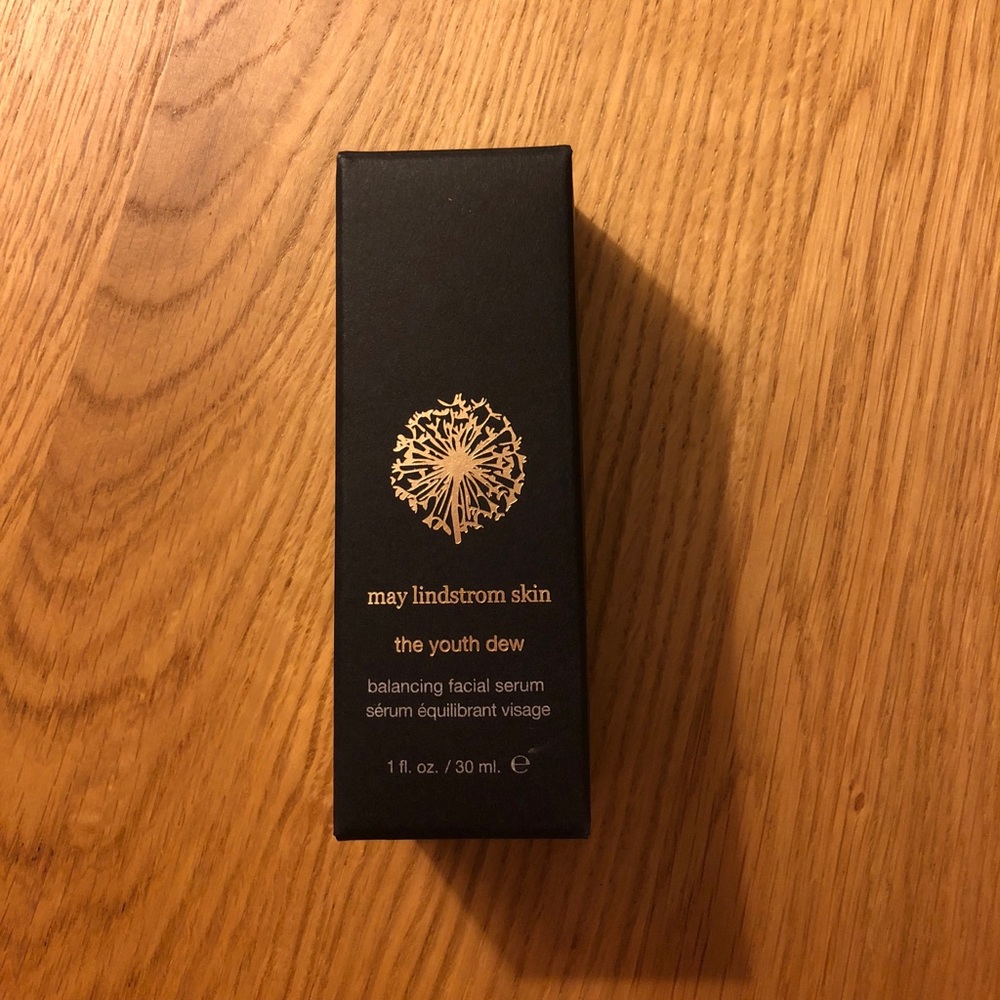 may lindstrom skin
the youth dew
balancing facial serum
sérum équilibrant visage
1 fl. oz. / 30 ml. ℮